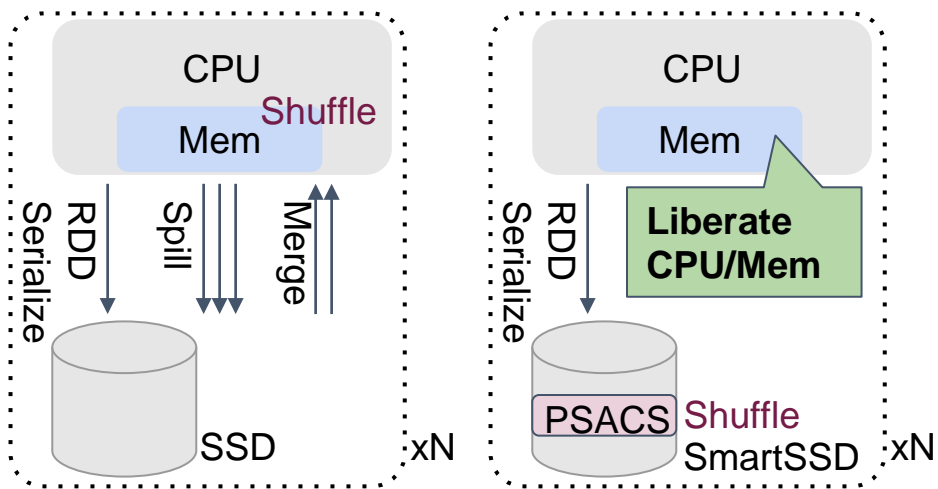 CPU
Shuffle
Mem
RDD
Serialize
Spill
Merge
SSD
xN
CPU
Mem
Liberate
CPU/Mem
RDD
Serialize
PSACS
Shuffle
SmartSSD
xN